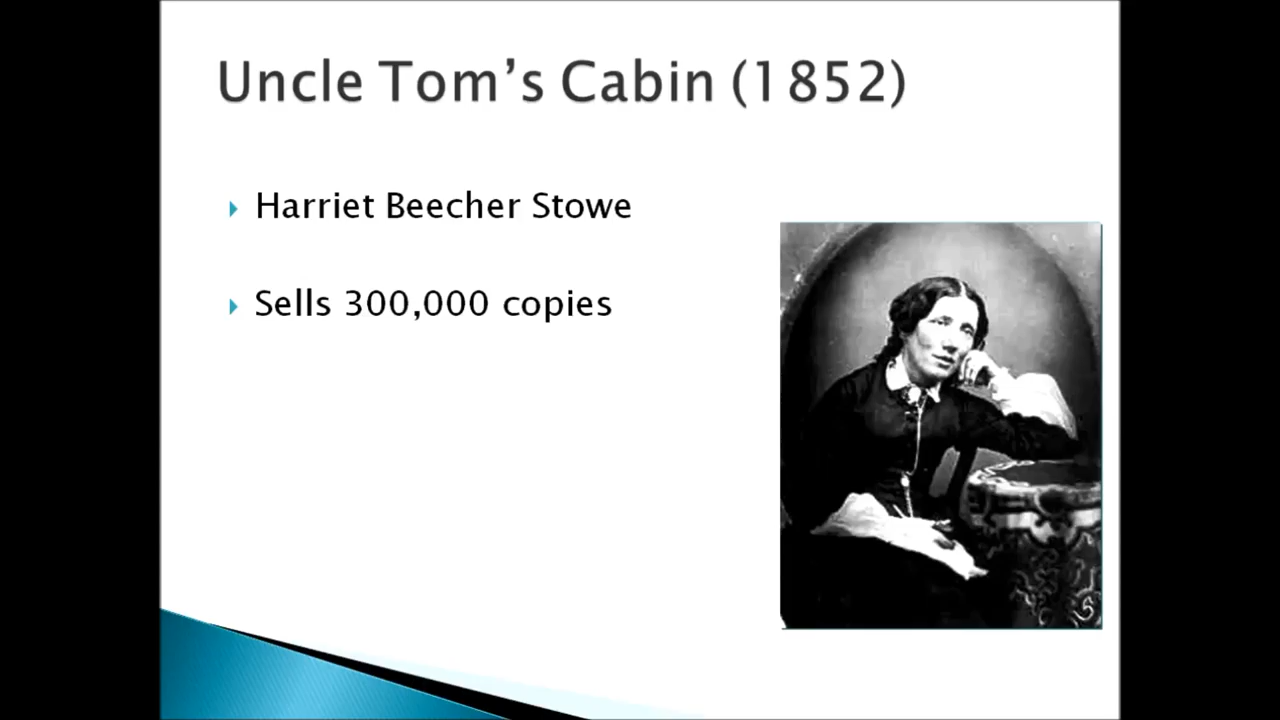 Uncle Tom’s Cabin (1852)
Harriet Beecher Stowe
Sells 300,000 copies